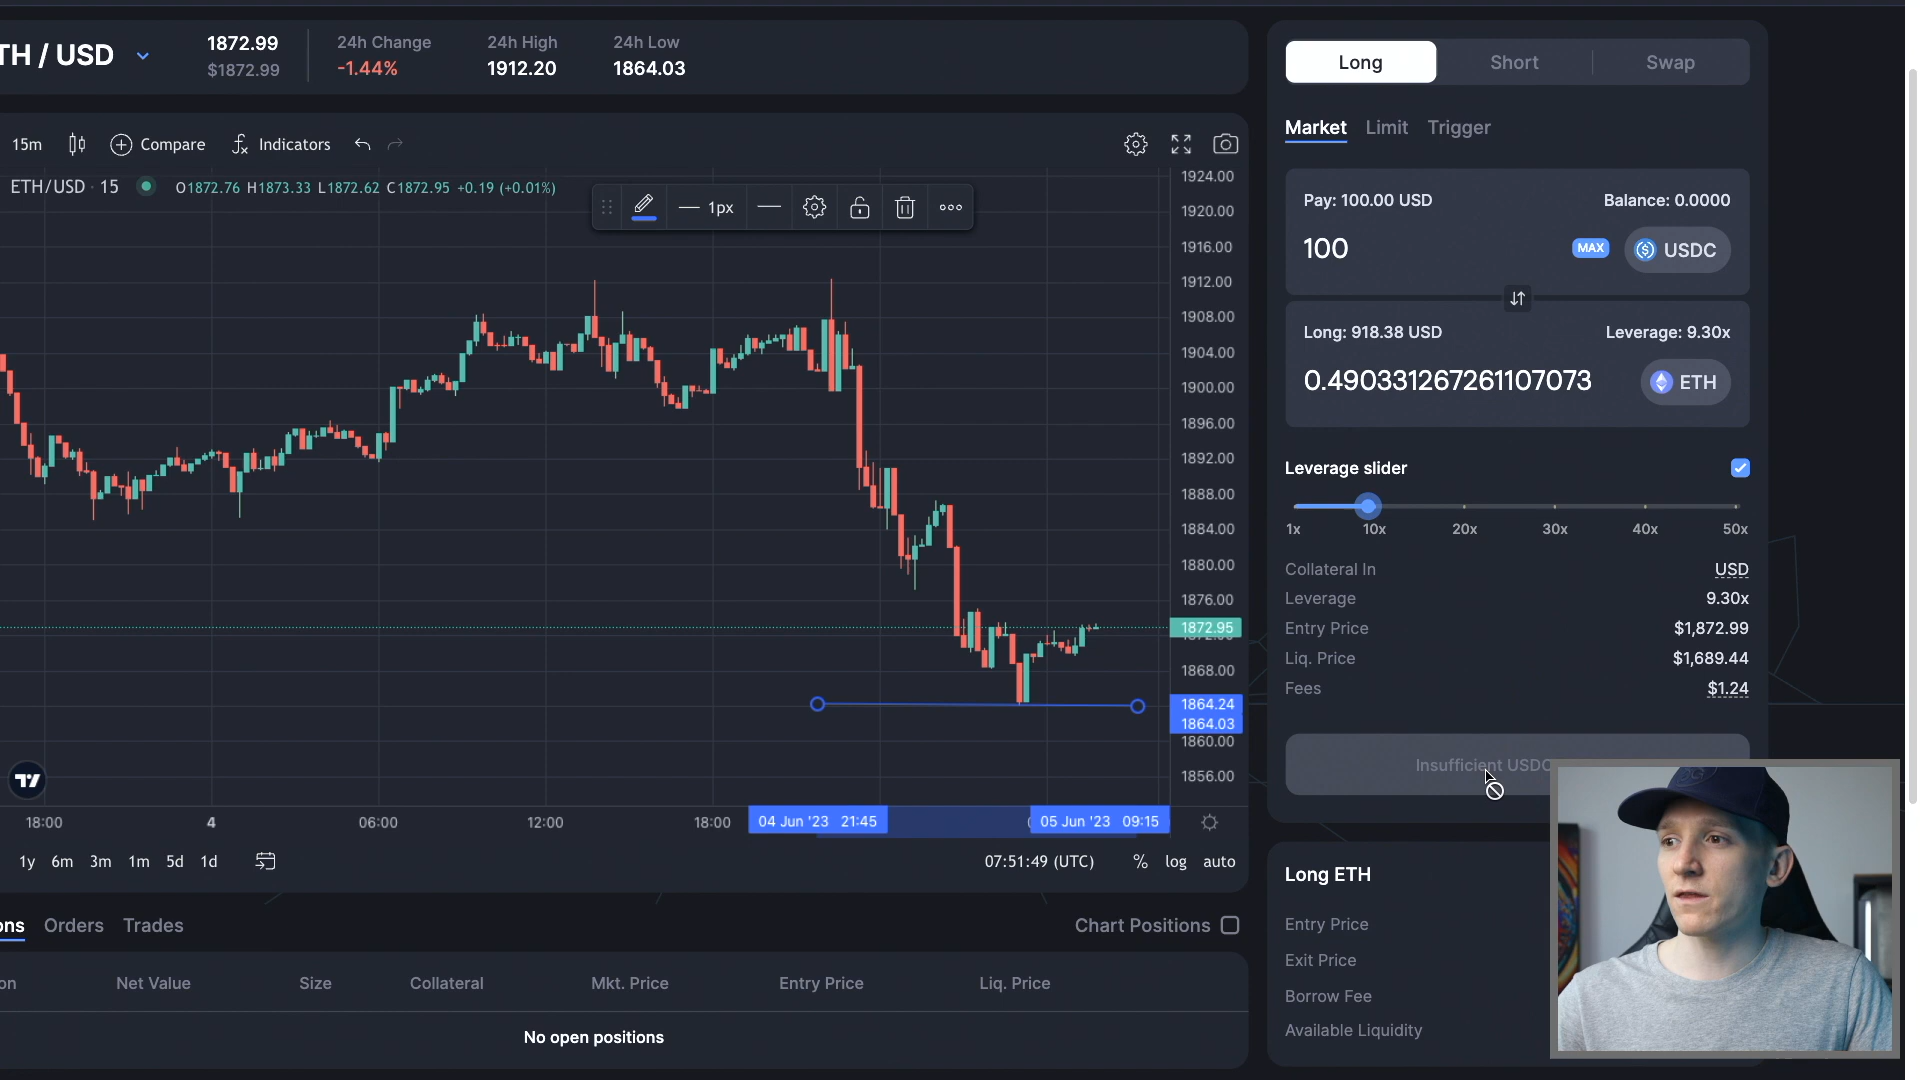 TH / USD
1872.99
$1872.99
24h Change
-1.44%
24h High
1912.20
24h Low
1864.03
15m
Compare
Indicators
ETH/USD · 15
O1872.76 H1873.33 L1872.62 C1872.95 +0.19 (+0.01%)
1px
1924.00
1920.00
1916.00
1912.00
1908.00
1904.00
1900.00
1896.00
1892.00
1888.00
1884.00
1880.00
1876.00
1872.95
1868.00
1864.24
1864.03
1860.00
1856.00
18:00
4
06:00
12:00
18:00
04 Jun '23 21:45
05 Jun '23 09:15
1y 6m 3m 1m 5d 1d
07:51:49 (UTC)
% log auto
ons Orders Trades
Chart Positions
on Net Value Size Collateral Mkt. Price Entry Price Liq. Price
No open positions
Long Short Swap
Market Limit Trigger
Pay: 100.00 USD
Balance: 0.0000
100
MAX
USDC
Long: 918.38 USD
Leverage: 9.30x
0.490331267261107073
ETH
Leverage slider
1x 10x 20x 30x 40x 50x
Collateral In USD
Leverage 9.30x
Entry Price $1,872.99
Liq. Price $1,689.44
Fees $1.24
Insufficient USDC
Long ETH
Entry Price
Exit Price
Borrow Fee
Available Liquidity